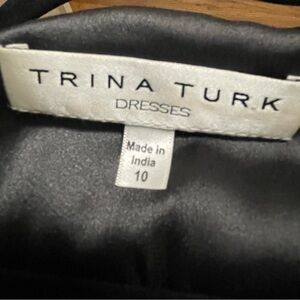 TRINA TURK
DRESSES
Made in
India
10